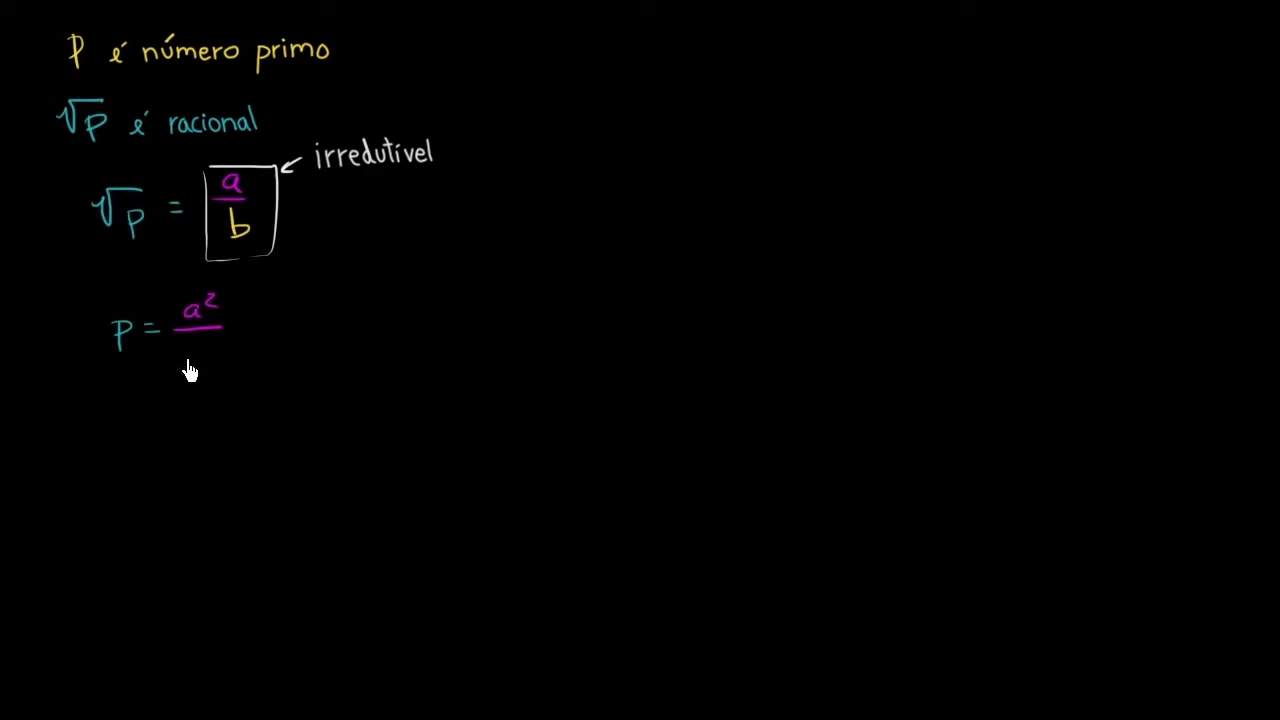 P é número primo
√p é racional
irredutível
√p = a/b
p = a²